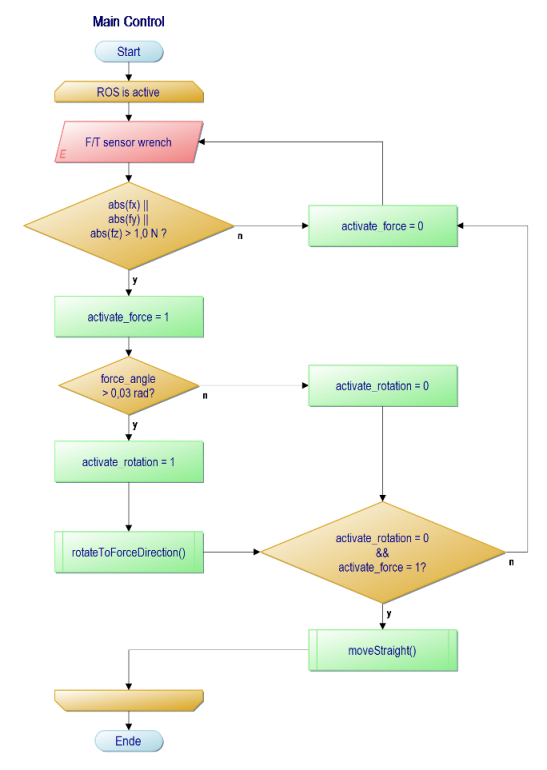 Main Control
Start
ROS is active
F/T sensor wrench
E
abs(fx) ||
abs(fy) ||
abs(fz) > 1,0 N ?
n
activate_force = 0
y
activate_force = 1
force_angle
> 0,03 rad?
n
activate_rotation = 0
y
activate_rotation = 1
rotateToForceDirection()
activate_rotation = 0
&&
activate_force = 1?
n
y
moveStraight()
Ende